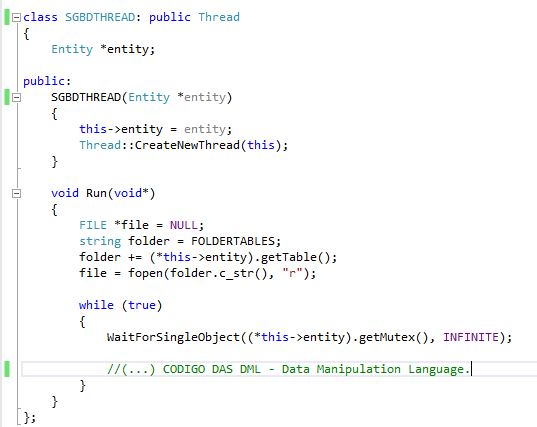 class SGBDTHREAD: public Thread
{
    Entity *entity;

public:
    SGBDTHREAD(Entity *entity)
    {
        this->entity = entity;
        Thread::CreateNewThread(this);
    }

    void Run(void*)
    {
        FILE *file = NULL;
        string folder = FOLDERTABLES;
        folder += (*this->entity).getTable();
        file = fopen(folder.c_str(), "r");

        while (true)
        {
            WaitForSingleObject((*this->entity).getMutex(), INFINITE);

            //(...) CODIGO DAS DML - Data Manipulation Language.
        }
    }
};